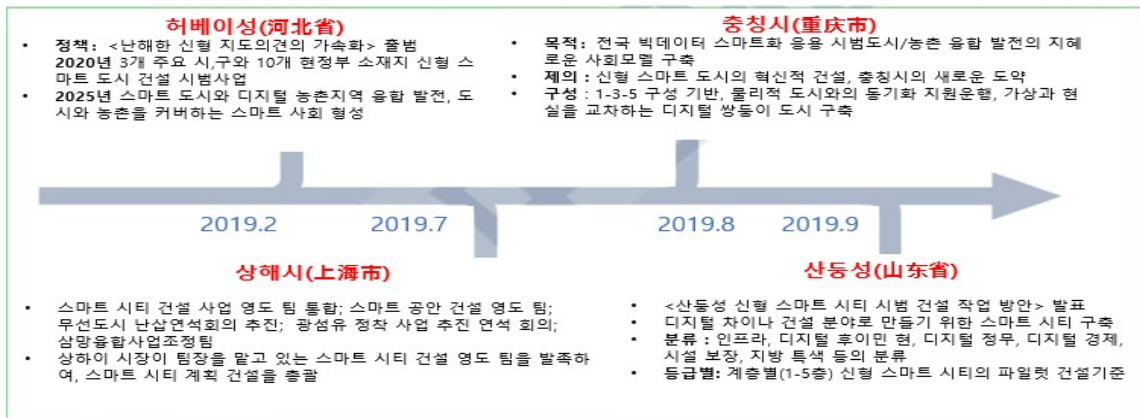 허베이성(河北省)
• 정책: <난해한 신형 지도의견의 가속화> 출범
2020년 3개 주요 시,구와 10개 현정부 소재지 신형 스
마트 도시 건설 시범사업
• 2025년 스마트 도시와 디지털 농촌지역 융합 발전, 도
시와 농촌을 커버하는 스마트 사회 형성
충칭시(重庆市)
• 목적: 전국 빅데이터 스마트화 응용 시범도시/농촌 융합 발전의 지혜
로운 사회모델 구축
• 제의: 신형 스마트 도시의 혁신적 건설, 충칭시의 새로운 도약
• 구성 : 1-3-5 구성 기반, 물리적 도시와의 동기화 지원운행, 가상과 현
실을 교차하는 디지털 쌍둥이 도시 구축
2019.2
2019.7
2019.8
2019.9
상해시(上海市)
• 스마트 시티 건설 사업 영도 팀 통합; 스마트 공안 건설 영도 팀;
무선도시 난삽연석회의 추진; 광섬유 정착 사업 추진 연석 회의;
삼망융합사업조정팀
• 상하이 시장이 팀장을 맡고 있는 스마트 시티 건설 영도 팀을 발족하
여, 스마트 시티 계획 건설을 총괄
산둥성(山东省)
• <산둥성 신형 스마트 시티 시범 건설 작업 방안> 발표
• 디지털 차이나 건설 분야로 만들기 위한 스마트 시티 구축
• 분류 : 인프라, 디지털 후이민 현, 디지털 정무, 디지털 경제,
시설 보장, 지방 특색 등의 분류
• 등급별: 계층별(1-5층) 신형 스마트 시티의 파일럿 건설기준